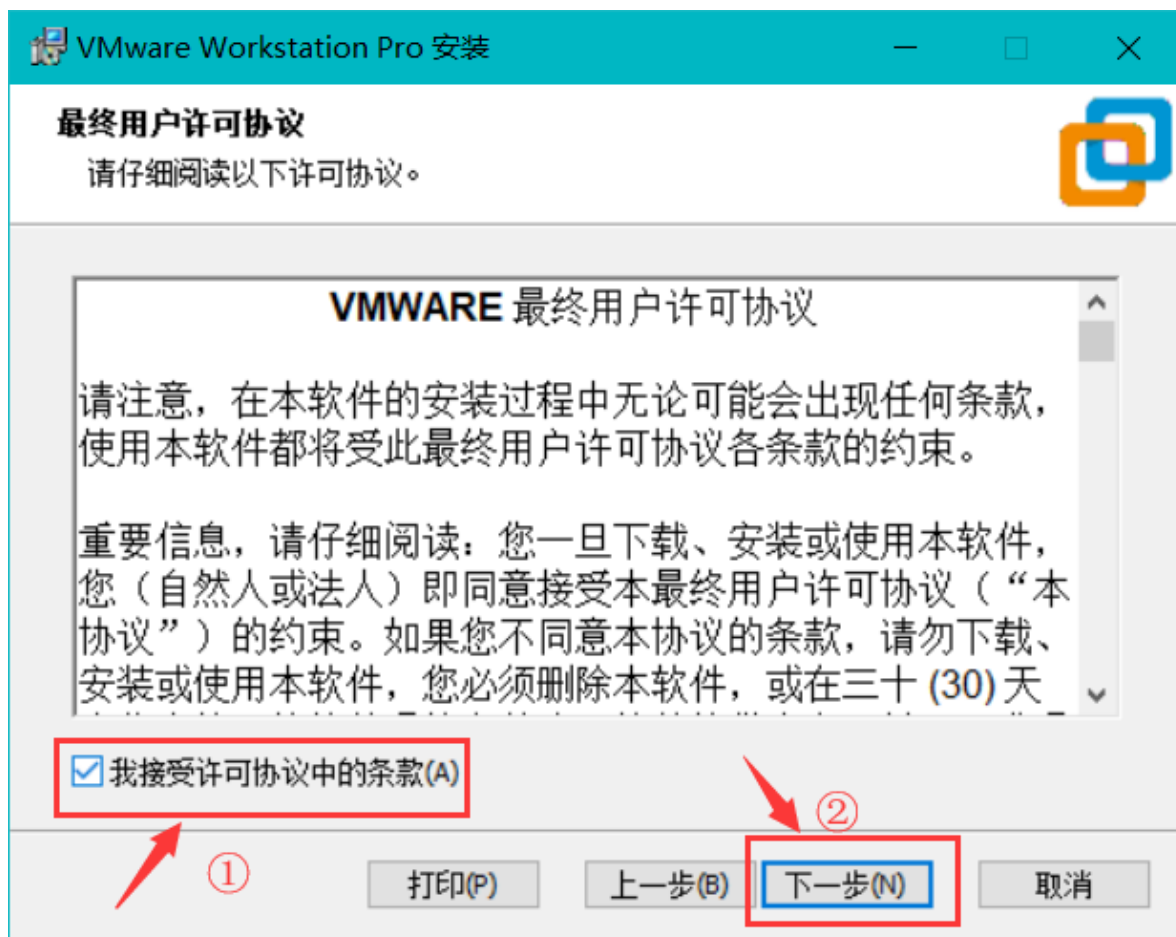 VMware Workstation Pro 安装
最终用户许可协议
请仔细阅读以下许可协议。
VMWARE 最终用户许可协议
请注意，在本软件的安装过程中无论可能会出现任何条款，
使用本软件都将受此最终用户许可协议各条款的约束。
重要信息，请仔细阅读：您一旦下载、安装或使用本软件，
您（自然人或法人）即同意接受本最终用户许可协议（“本
协议”）的约束。如果您不同意本协议的条款，请勿下载、
安装或使用本软件，您必须删除本软件，或在三十 (30) 天
我接受许可协议中的条款(A)
①
②
打印(P)
上一步(B)
下一步(N)
取消